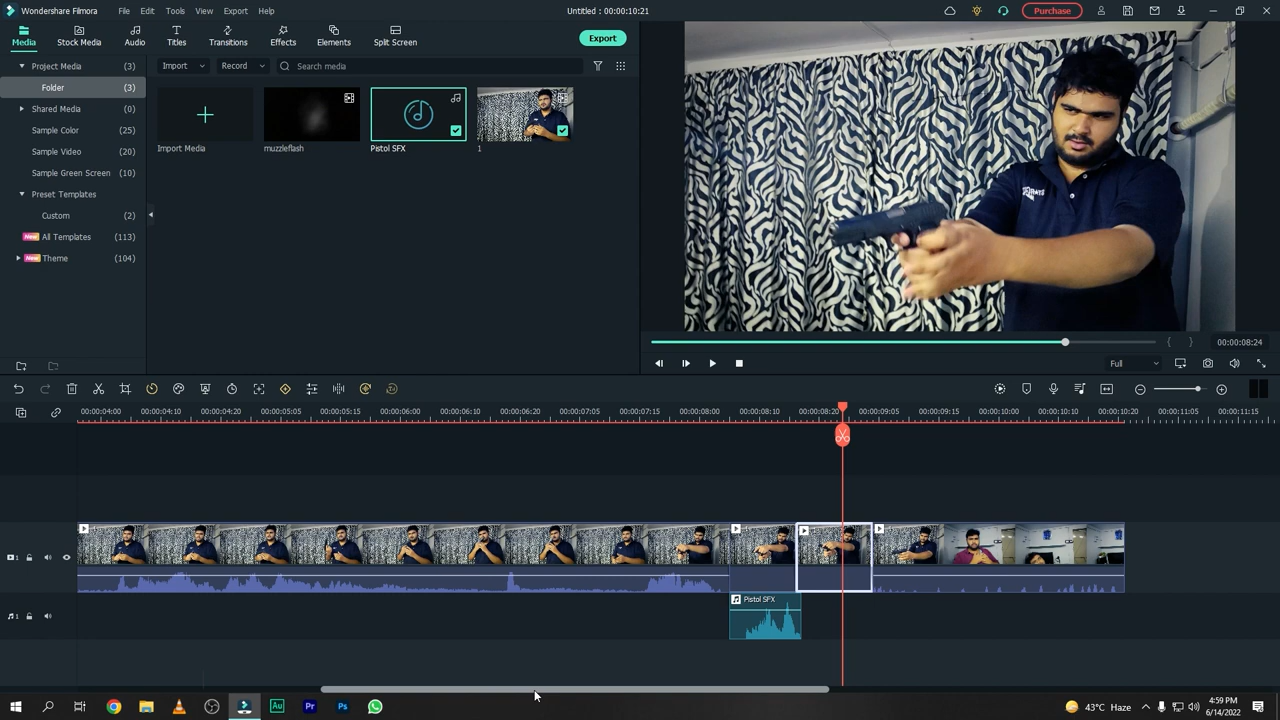 Wondershare Filmora File Edit Tools View Export Help Untitled : 00:00:10:21 Purchase
Media Stock Media Audio Titles Transitions Effects Elements Split Screen Export
Project Media (3) Import Record Search media
Folder (3)
Shared Media (0)
Sample Color (25)
Import Media muzzleflash Pistol SFX 1
Sample Video (20)
Sample Green Screen (10)
Preset Templates
Custom (2)
New All Templates (113)
New Theme (104)
00:00:08:24
Full
00:00:04:00 00:00:04:10 00:00:04:20 00:00:05:05 00:00:05:15 00:00:06:00 00:00:06:10 00:00:06:20 00:00:07:05 00:00:07:15 00:00:08:00 00:00:08:10 00:00:08:20 00:00:09:05 00:00:09:15 00:00:10:00 00:00:10:10 00:00:10:20 00:00:11:05 00:00:11:15
1
Pistol SFX
1
Au Pr Ps 43°C Haze 4:59 PM
6/14/2022